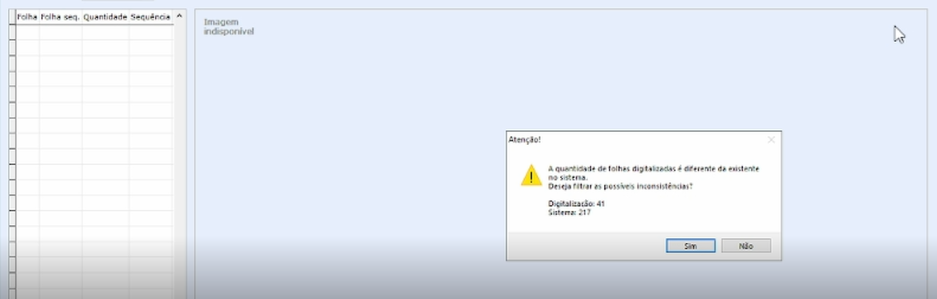 Folha Folha seq. Quantidade Sequência
Imagem
indisponível
Atenção!
A quantidade de folhas digitalizadas é diferente da existente
no sistema.
Deseja filtrar as possíveis inconsistências?
Digitalização: 41
Sistema: 217
Sim Não